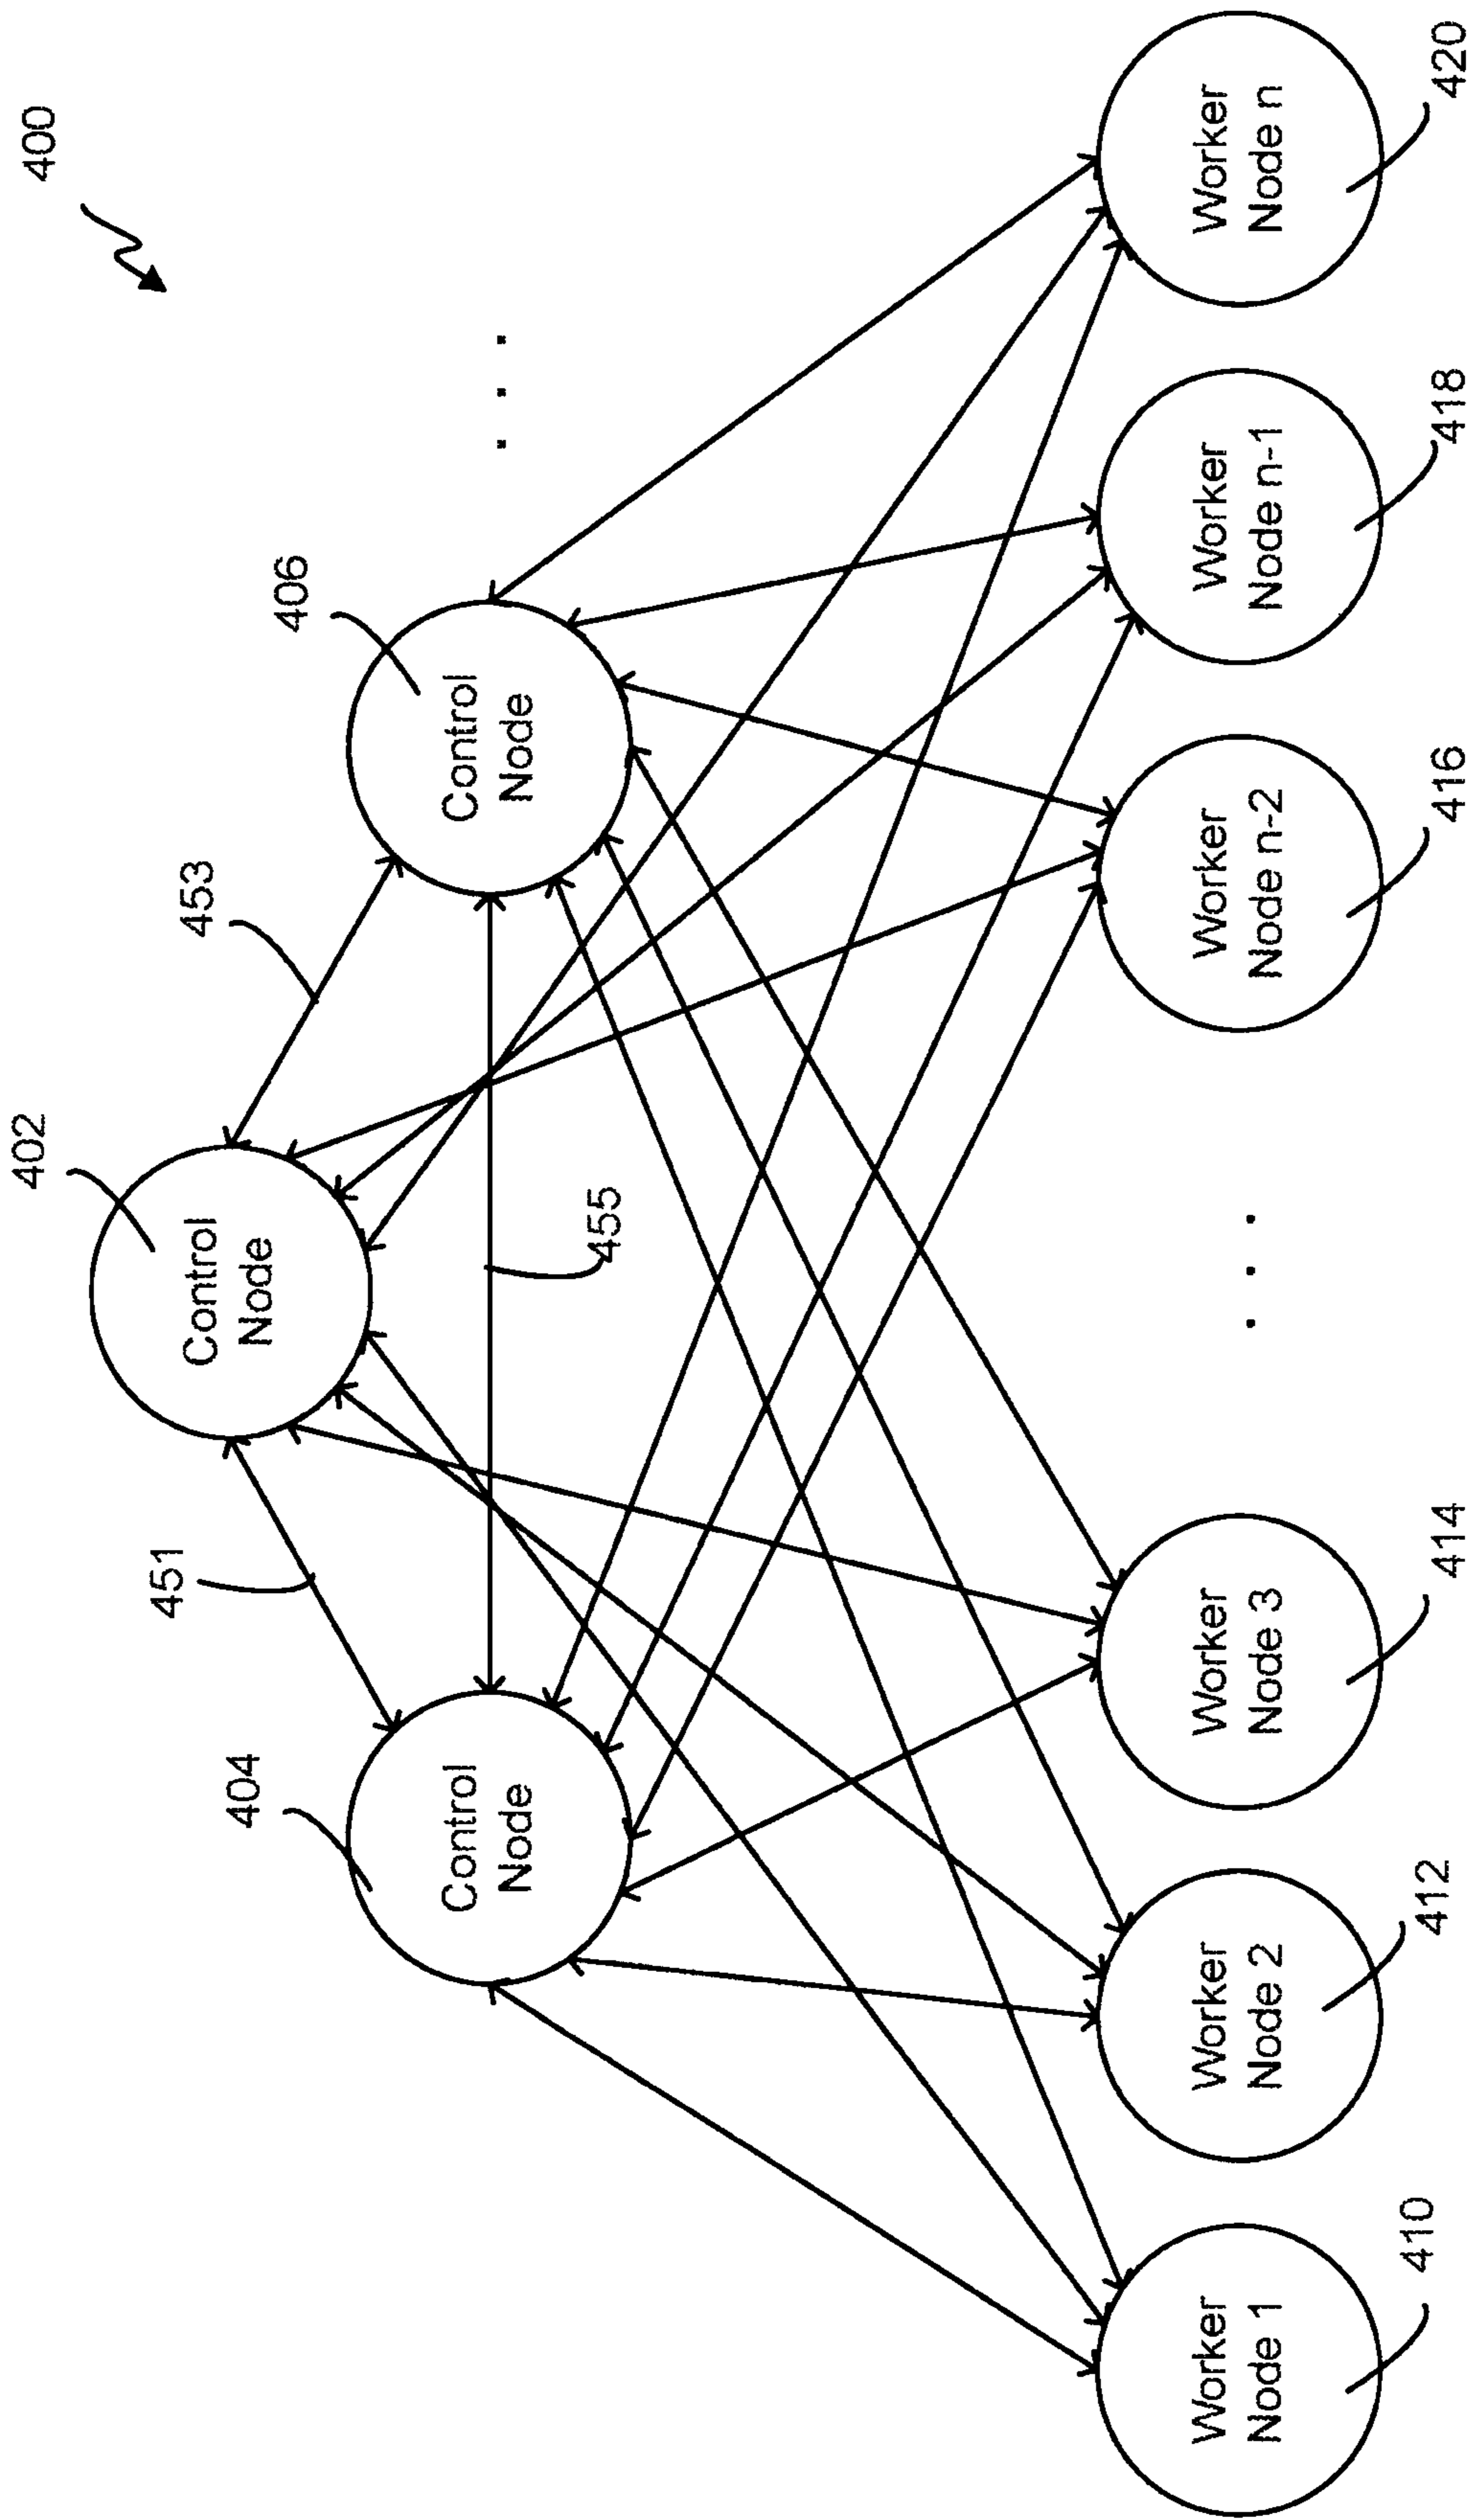 400
402
Control
Node
451
453
404
Control
Node
455
406
Control
Node
. . .
Worker
Node 1
410
Worker
Node 2
412
Worker
Node 3
414
. . .
Worker
Node n-2
416
Worker
Node n-1
418
Worker
Node n
420